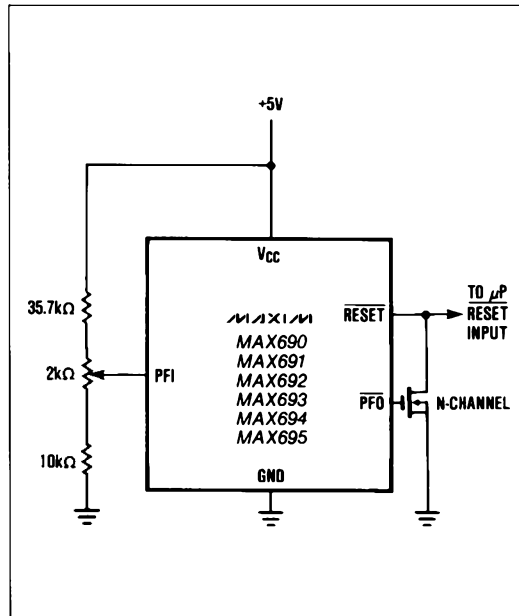 +5V
VCC
35.7kΩ
2kΩ
10kΩ
PFI
MAXIM
MAX690
MAX691
MAX692
MAX693
MAX694
MAX695
GND
RESET
PFO
TO μP
RESET
INPUT
N-CHANNEL